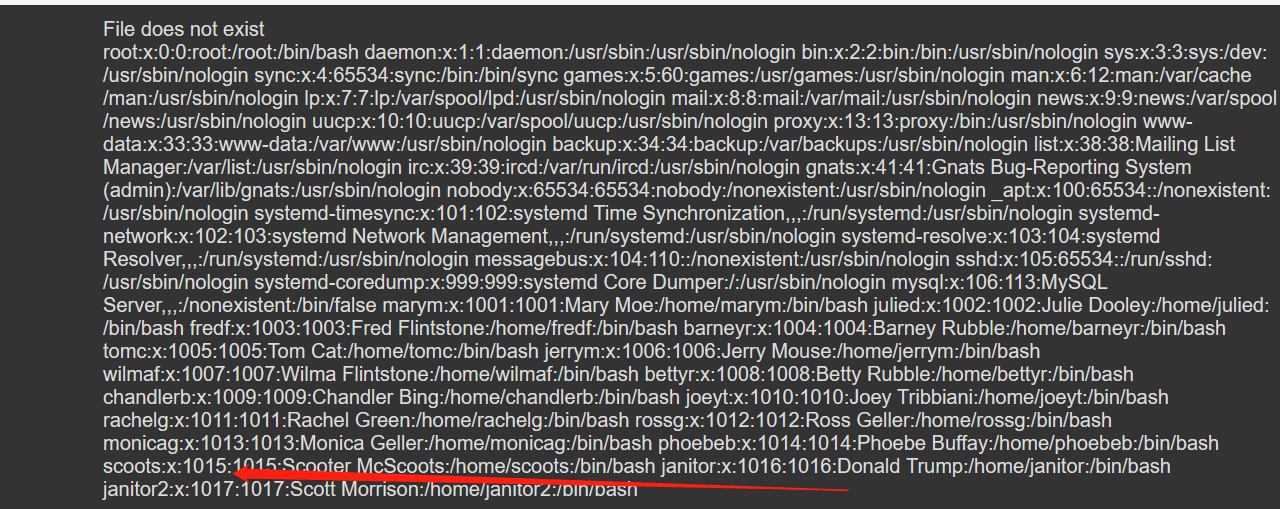 File does not exist
root:x:0:0:root:/root:/bin/bash daemon:x:1:1:daemon:/usr/sbin:/usr/sbin/nologin bin:x:2:2:bin:/bin:/usr/sbin/nologin sys:x:3:3:sys:/dev:
/usr/sbin/nologin sync:x:4:65534:sync:/bin:/bin/sync games:x:5:60:games:/usr/games:/usr/sbin/nologin man:x:6:12:man:/var/cache
/man:/usr/sbin/nologin lp:x:7:7:lp:/var/spool/lpd:/usr/sbin/nologin mail:x:8:8:mail:/var/mail:/usr/sbin/nologin news:x:9:9:news:/var/spool
/news:/usr/sbin/nologin uucp:x:10:10:uucp:/var/spool/uucp:/usr/sbin/nologin proxy:x:13:13:proxy:/bin:/usr/sbin/nologin www-
data:x:33:33:www-data:/var/www:/usr/sbin/nologin backup:x:34:34:backup:/var/backups:/usr/sbin/nologin list:x:38:38:Mailing List
Manager:/var/list:/usr/sbin/nologin irc:x:39:39:ircd:/var/run/ircd:/usr/sbin/nologin gnats:x:41:41:Gnats Bug-Reporting System
(admin):/var/lib/gnats:/usr/sbin/nologin nobody:x:65534:65534:nobody:/nonexistent:/usr/sbin/nologin _apt:x:100:65534::/nonexistent:
/usr/sbin/nologin systemd-timesync:x:101:102:systemd Time Synchronization,,,:/run/systemd:/usr/sbin/nologin systemd-
network:x:102:103:systemd Network Management,,,:/run/systemd:/usr/sbin/nologin systemd-resolve:x:103:104:systemd
Resolver,,,:/run/systemd:/usr/sbin/nologin messagebus:x:104:110::/nonexistent:/usr/sbin/nologin sshd:x:105:65534::/run/sshd:
/usr/sbin/nologin systemd-coredump:x:999:999:systemd Core Dumper:/:/usr/sbin/nologin mysql:x:106:113:MySQL
Server,,,:/nonexistent:/bin/false marym:x:1001:1001:Mary Moe:/home/marym:/bin/bash julied:x:1002:1002:Julie Dooley:/home/julied:
/bin/bash fredf:x:1003:1003:Fred Flintstone:/home/fredf:/bin/bash barneyr:x:1004:1004:Barney Rubble:/home/barneyr:/bin/bash
tomc:x:1005:1005:Tom Cat:/home/tomc:/bin/bash jerrym:x:1006:1006:Jerry Mouse:/home/jerrym:/bin/bash
wilmaf:x:1007:1007:Wilma Flintstone:/home/wilmaf:/bin/bash bettyr:x:1008:1008:Betty Rubble:/home/bettyr:/bin/bash
chandlerb:x:1009:1009:Chandler Bing:/home/chandlerb:/bin/bash joeyt:x:1010:1010:Joey Tribbiani:/home/joeyt:/bin/bash
rachelg:x:1011:1011:Rachel Green:/home/rachelg:/bin/bash rossg:x:1012:1012:Ross Geller:/home/rossg:/bin/bash
monicag:x:1013:1013:Monica Geller:/home/monicag:/bin/bash phoebeb:x:1014:1014:Phoebe Buffay:/home/phoebeb:/bin/bash
scoots:x:1015:1015:Scooter McScoots:/home/scoots:/bin/bash janitor:x:1016:1016:Donald Trump:/home/janitor:/bin/bash
janitor2:x:1017:1017:Scott Morrison:/home/janitor2:/bin/bash